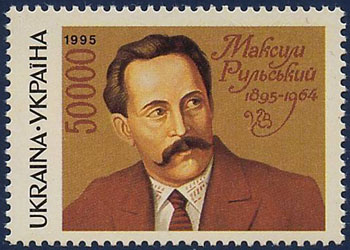 UKRAINA·УКРАЇНА
50000
1995
Максим
Рильський
1895-1964